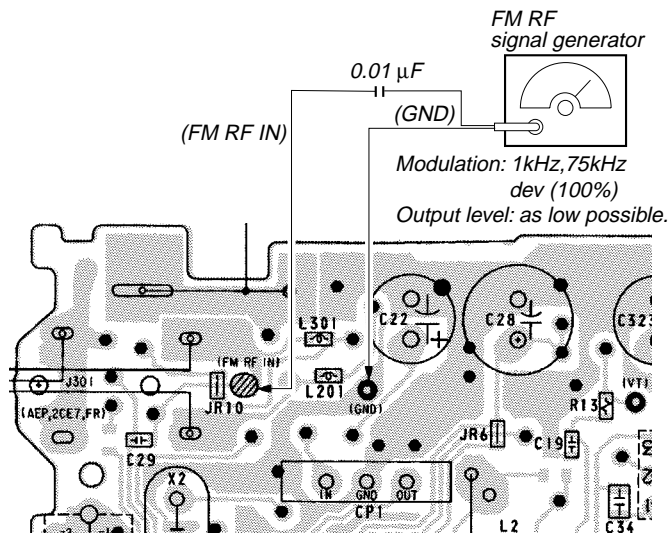 FM RF
signal generator
0.01 µF
(GND)
(FM RF IN)
Modulation: 1kHz,75kHz
dev (100%)
Output level: as low possible.
L301
C22
C28
C323
(FM RF IN)
J301
JR10
L201
(GND)
(VT)
R13
(AEP,2CE7,FR)
JR6
C19
C29
X2
IN GND OUT
CP1
L2
C34